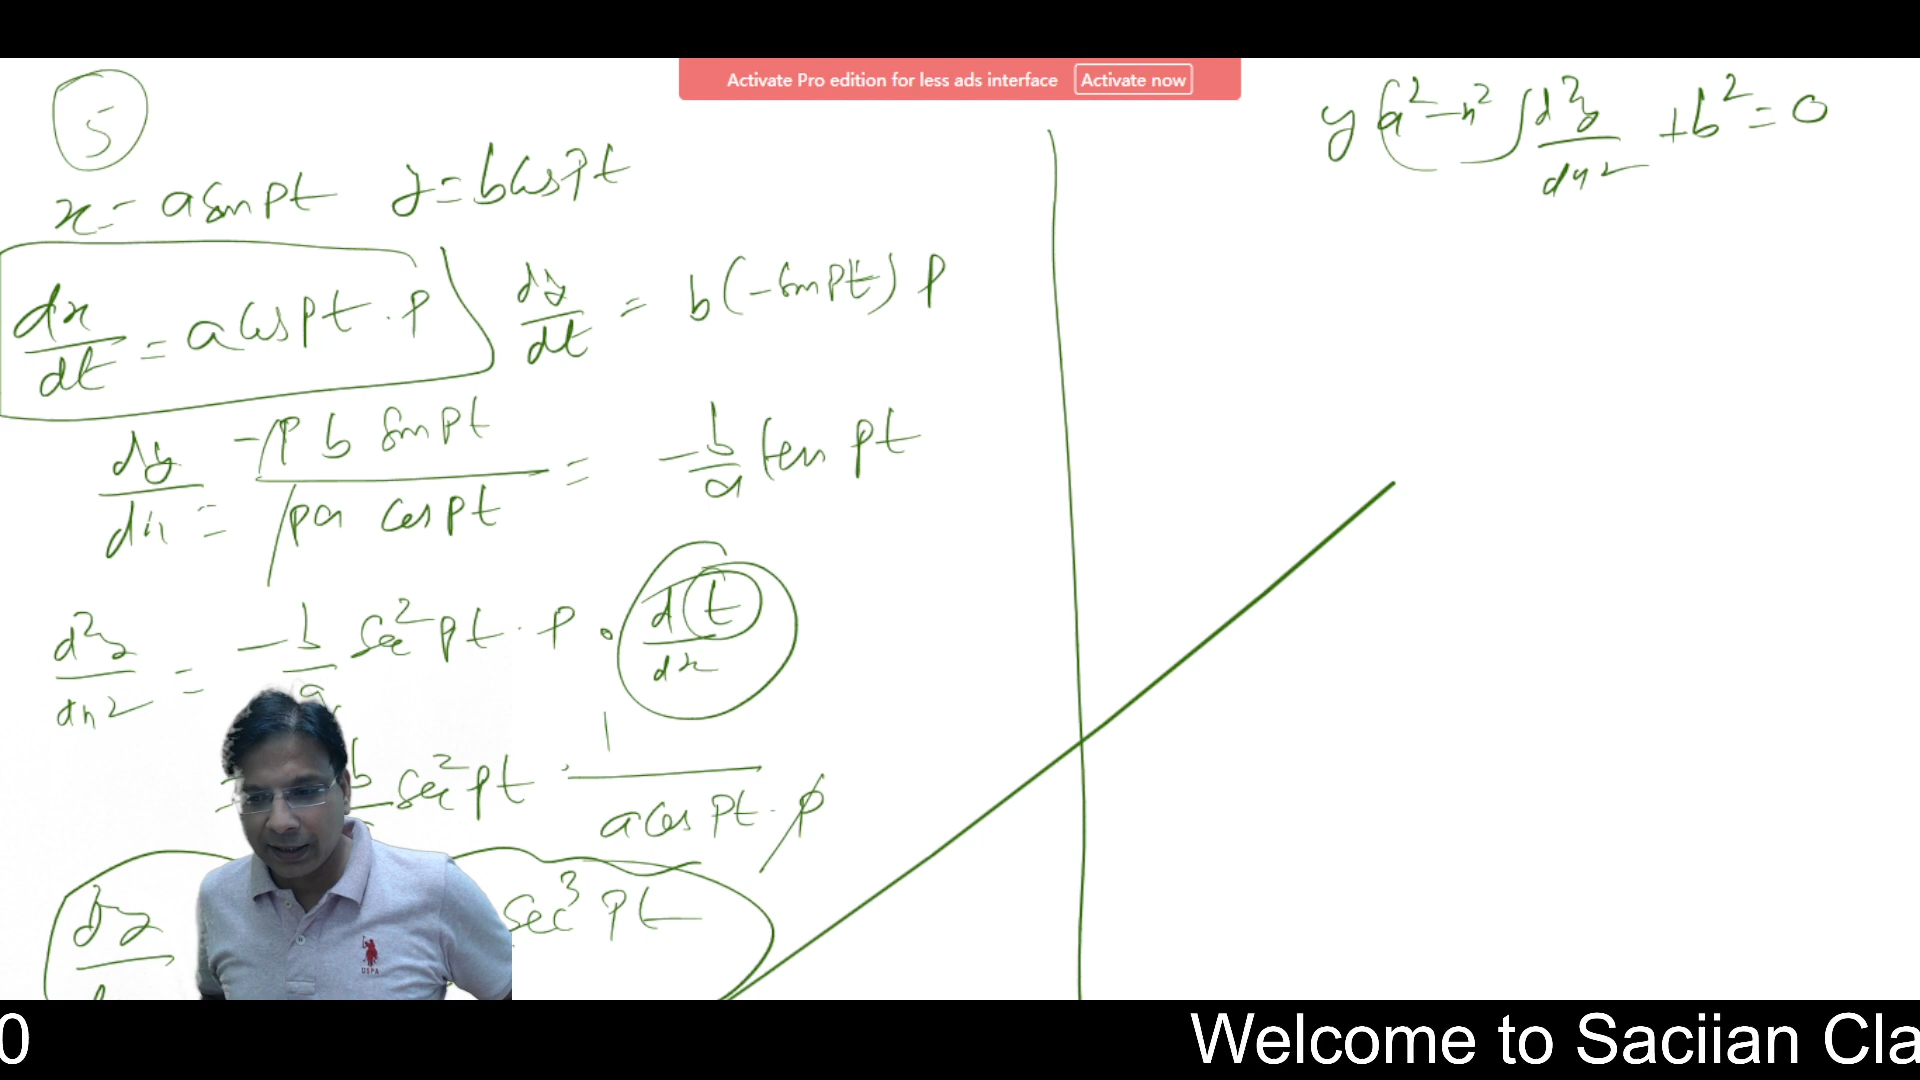 Activate Pro edition for less ads interface Activate now
5
x = a sin pt y = b cos pt
dx/dt = a cos pt . p
dy/dt = b(-sin pt) p
dy/dx = -p b sin pt / pa cos pt = -b/a tan pt
d²y/dx² = -b/a sec² pt . p . d(t)/dx
b sec² pt . 1/a cos pt . p
d²y sec³ pt
y(a²-x²) d²y/dx² + b² = 0
USPA
0 Welcome to Saciian Cla